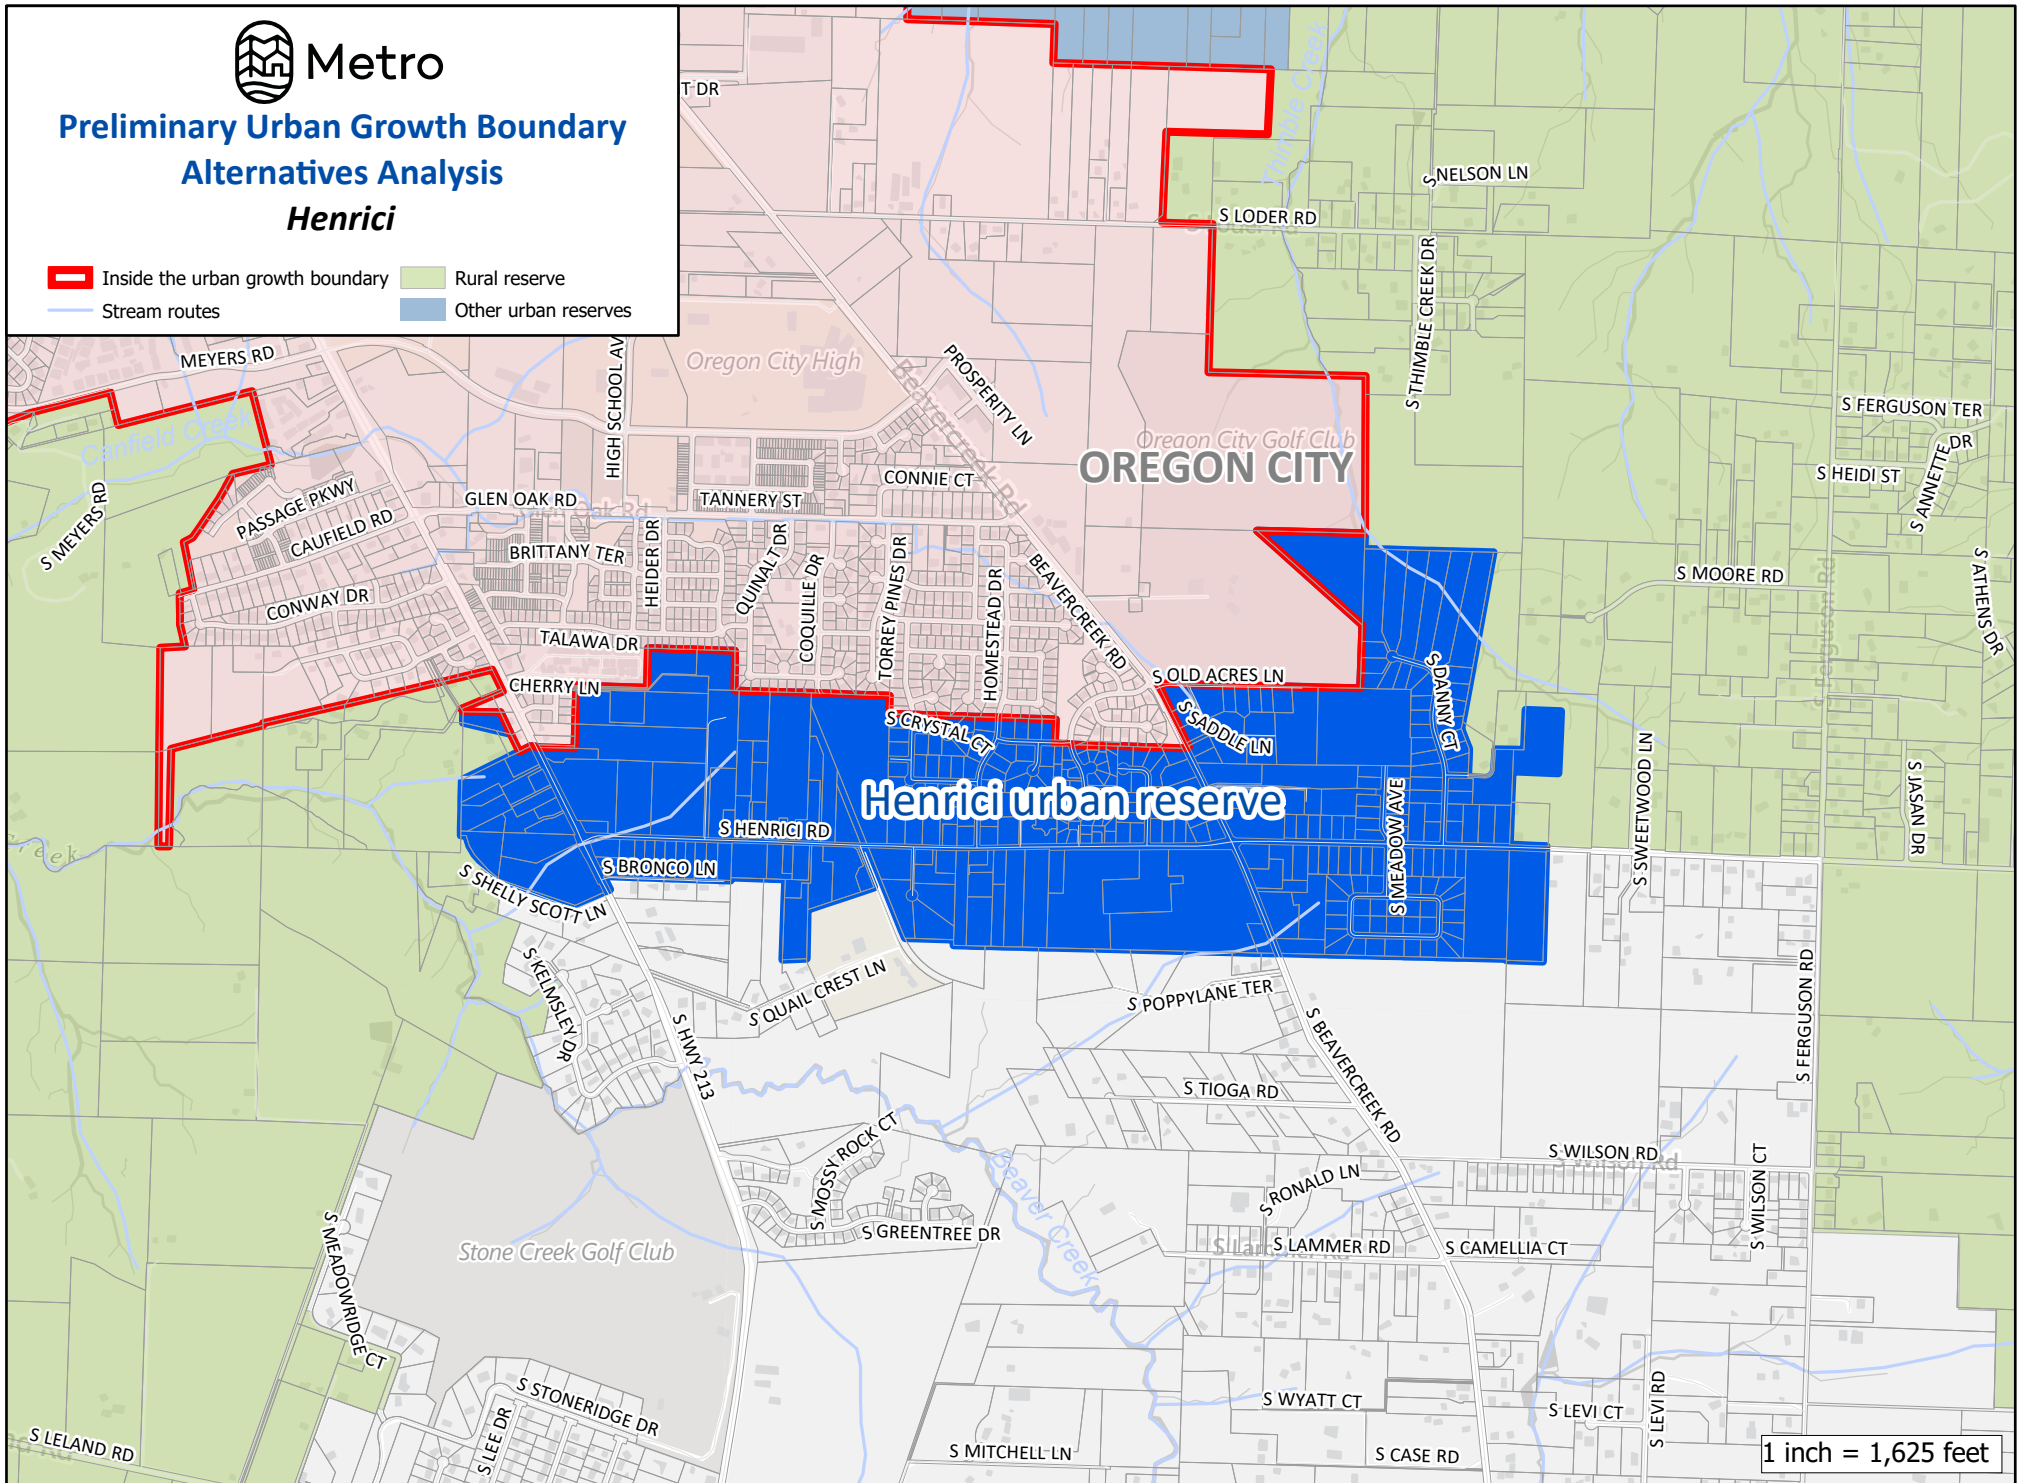 Metro
Preliminary Urban Growth Boundary
Alternatives Analysis
Henrici
Inside the urban growth boundary
Rural reserve
Stream routes
Other urban reserves
T DR
Thimble Creek
S NELSON LN
S LODER RD
S THIMBLE CREEK DR
MEYERS RD
HIGH SCHOOL AV
Oregon City High
Beavercreek Rd
PROSPERITY LN
Oregon City Golf Club
OREGON CITY
S FERGUSON TER
S ANNETTE DR
S HEIDI ST
Canfield Creek
S MEYERS RD
PASSAGE PKWY
CAUFIELD RD
GLEN OAK RD
TANNERY ST
CONNIE CT
BRITTANY TER
HEIDER DR
QUINALT DR
COQUILLE DR
TORREY PINES DR
HOMESTEAD DR
BEAVERCREEK RD
CONWAY DR
TALAWA DR
CHERRY LN
S MOORE RD
S Ferguson Rd
S ATHENS DR
S OLD ACRES LN
S DANNY CT
S SADDLE LN
S CRYSTAL CT
Henrici urban reserve
S MEADOW AVE
S SWEETWOOD LN
S JASAN DR
S HENRICI RD
S BRONCO LN
Creek
S SHELLY SCOTT LN
S KELMSLEY DR
S QUAIL CREST LN
S HWY 213
S POPPYLANE TER
S BEAVERCREEK RD
S FERGUSON RD
S TIOGA RD
S MOSSY ROCK CT
Beaver Creek
S WILSON RD
S Wilson Rd
S WILSON CT
S RONALD LN
S GREENTREE DR
S LAMMER RD
S CAMELLIA CT
Stone Creek Golf Club
S MEADOWRIDGE CT
S STONERIDGE DR
S LEE DR
S LELAND RD
S WYATT CT
S LEVI CT
S LEVI RD
S MITCHELL LN
S CASE RD
1 inch = 1,625 feet